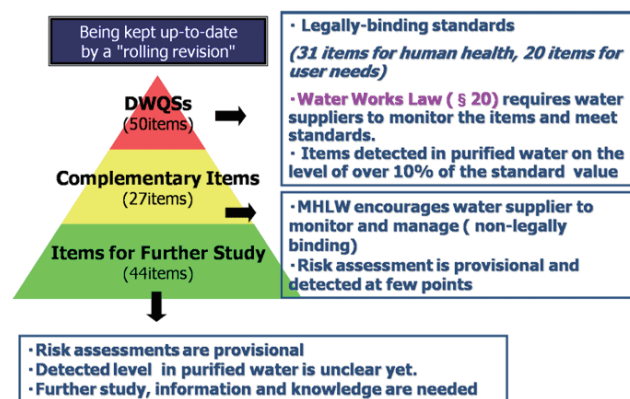 Being kept up-to-date
by a "rolling revision"
DWQSs
(50items)
Complementary Items
(27items)
Items for Further Study
(44items)
・Legally-binding standards
(31 items for human health, 20 items for
user needs)
・Water Works Law ( § 20) requires water
suppliers to monitor the items and meet
standards.
・Items detected in purified water on the
level of over 10% of the standard value
・MHLW encourages water supplier to
monitor and manage ( non-legally
binding)
・Risk assessment is provisional and
detected at few points
・Risk assessments are provisional
・Detected level in purified water is unclear yet.
・Further study, information and knowledge are needed